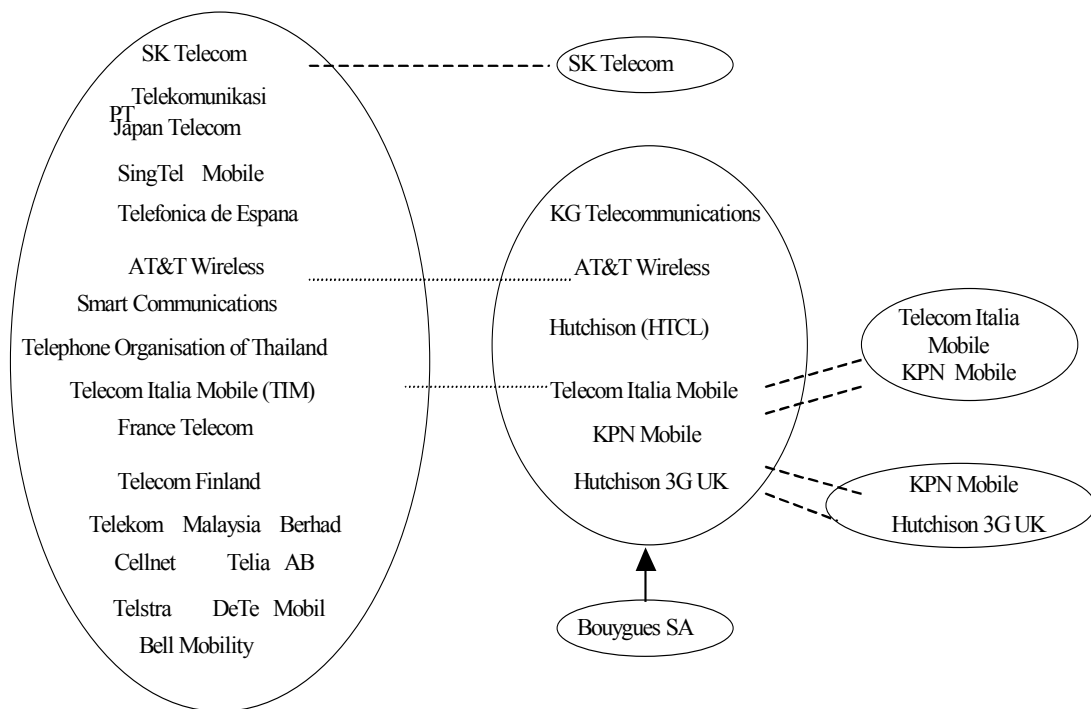 SK Telecom
Telekomunikasi
PT
Japan Telecom
SingTel Mobile
Telefonica de Espana
AT&T Wireless
Smart Communications
Telephone Organisation of Thailand
Telecom Italia Mobile (TIM)
France Telecom
Telecom Finland
Telekom Malaysia Berhad
Cellnet Telia AB
Telstra DeTe Mobil
Bell Mobility
SK Telecom
KG Telecommunications
AT&T Wireless
Hutchison (HTCL)
Telecom Italia Mobile
KPN Mobile
Hutchison 3G UK
Bouygues SA
Telecom Italia
Mobile
KPN Mobile
KPN Mobile
Hutchison 3G UK